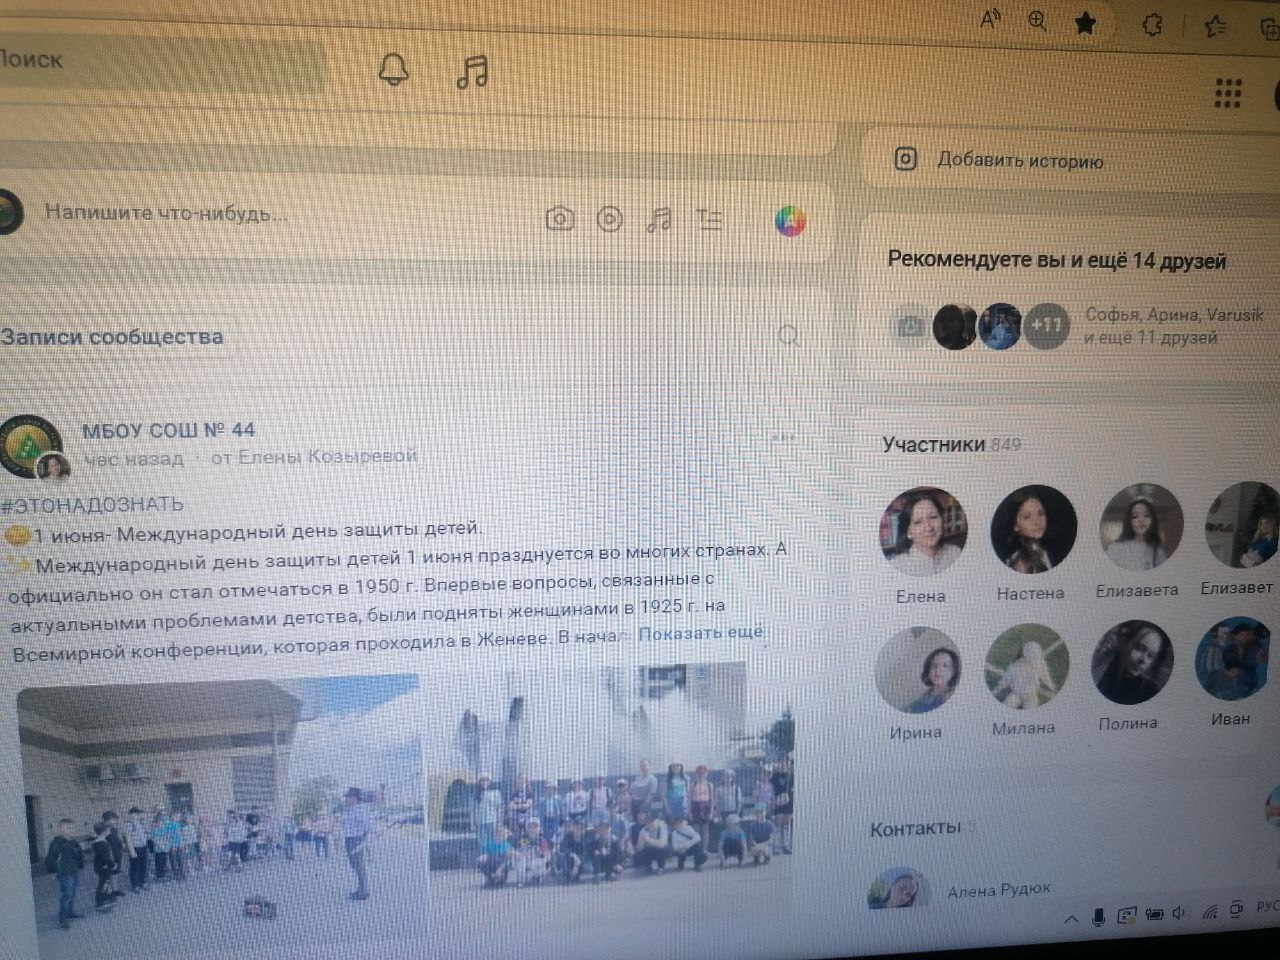 Поиск
Добавить историю
Напишите что-нибудь...
Рекомендуете вы и ещё 14 друзей
+11
Софья, Арина, Varusik
и ещё 11 друзей
Записи сообщества
МБОУ СОШ № 44
час назад от Елены Козыревой
#ЭТОНАДОЗНАТЬ
1 июня- Международный день защиты детей.
Международный день защиты детей 1 июня празднуется во многих странах. А
официально он стал отмечаться в 1950 г. Впервые вопросы, связанные с
актуальными проблемами детства, были подняты женщинами в 1925 г. на
Всемирной конференции, которая проходила в Женеве. В начал Показать ещё
Участники 849
Елена Настена Елизавета Елизавет
Ирина Милана Полина Иван
Контакты 5
Алена Рудюк
РУС